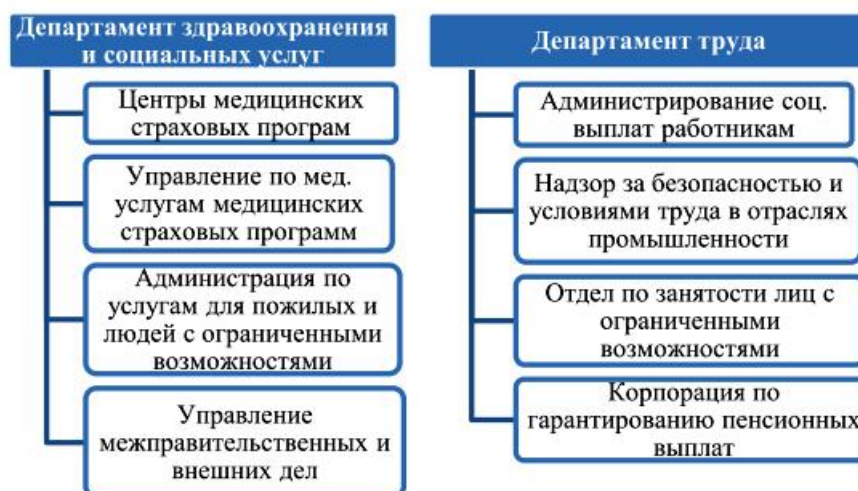 Департамент здравоохранения
и социальных услуг
Центры медицинских
страховых програм
Управление по мед.
услугам медицинских
страховых программ
Администрация по
услугам для пожилых и
людей с ограниченными
возможностями
Управление
межправительственных и
внешних дел
Департамент труда
Администрирование соц.
выплат работникам
Надзор за безопасностью и
условиями труда в отраслях
промышленности
Отдел по занятости лиц с
ограниченными
возможностями
Корпорация по
гарантированию пенсионных
выплат